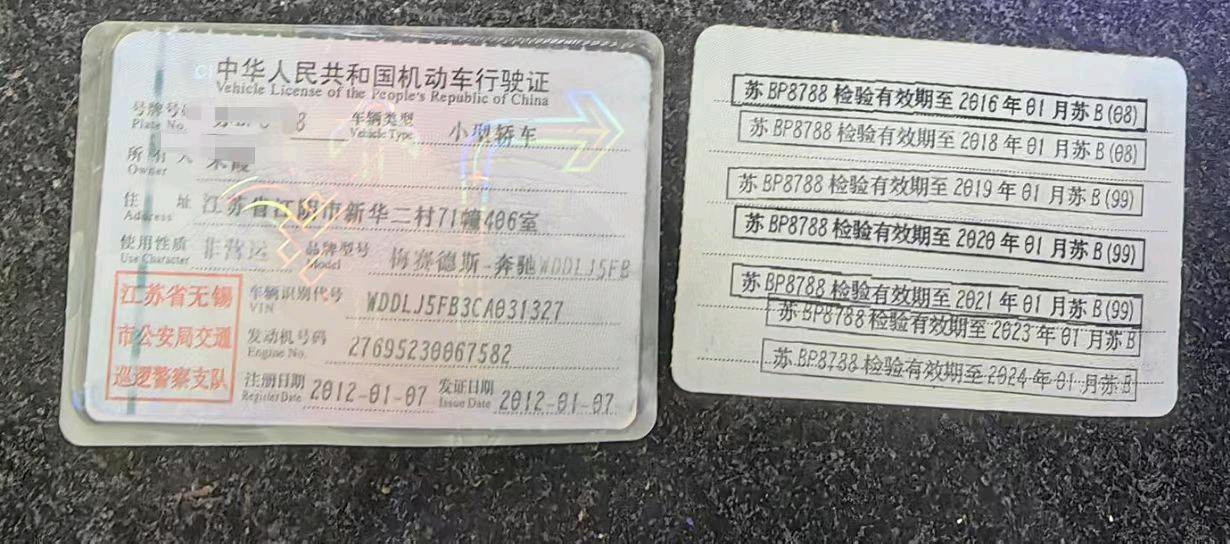 中华人民共和国机动车行驶证
Vehicle License of the People's Republic of China
号牌号
Plate No. 8 车辆类型 Vehicle Type 小型轿车
所有人
Owner
住址 Address 江苏省江阴市新华二村71幢406室
使用性质 Use Character 非营运 品牌型号 Model 梅赛德斯-奔驰WDDLJ5FB
江苏省无锡
市公安局交通
巡逻警察支队
车辆识别代号 VIN WDDLJ5FB3CA031327
发动机号码 Engine No. 27695230067582
注册日期 Register Date 2012-01-07 发证日期 Issue Date 2012-01-07
苏BP8788检验有效期至2016年01月苏B(08)
苏BP8788检验有效期至2018年01月苏B(08)
苏BP8788检验有效期至2019年01月苏B(99)
苏BP8788检验有效期至2020年01月苏B(99)
苏BP8788检验有效期至2021年01月苏B(99)
苏BP8788检验有效期至2023年01月苏B
苏BP8788检验有效期至2024年01月苏B